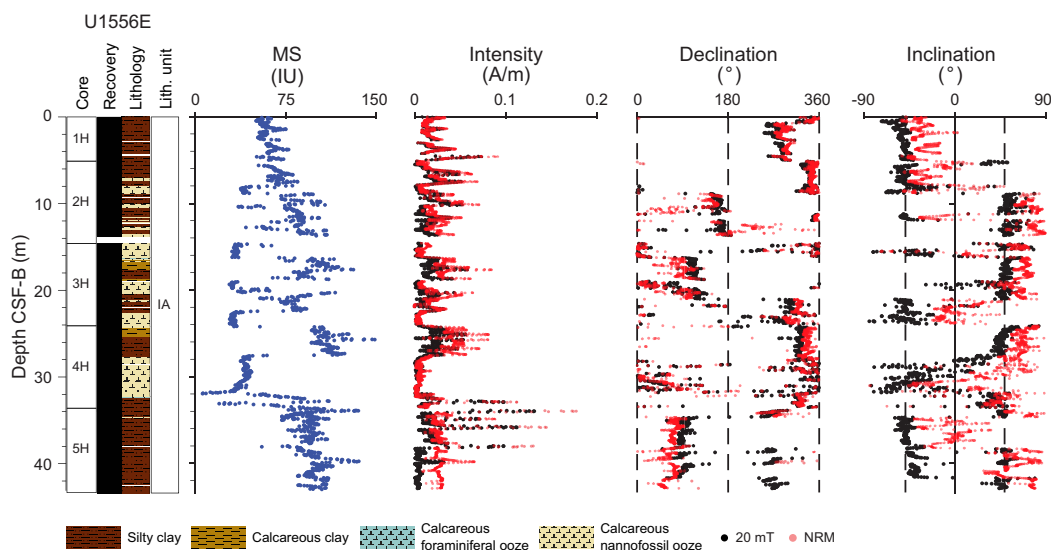 U1556E
Core
Recovery
Lithology
Lith. unit
MS
(IU)
Intensity
(A/m)
Declination
(°)
Inclination
(°)
0 75 150
0 0.1 0.2
0 180 360
-90 0 90
Depth CSF-B (m)
0
10
20
30
40
1H
2H
3H
4H
5H
IA
Silty clay
Calcareous clay
Calcareous
foraminiferal ooze
Calcareous
nannofossil ooze
20 mT
NRM